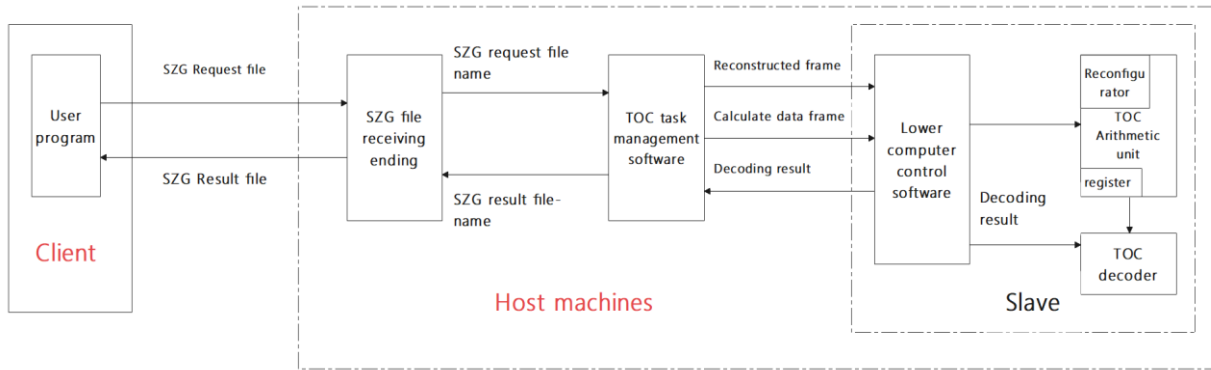 SZG Request file
User
program
SZG Result file
Client
SZG request file
name
SZG file
receiving
ending
SZG result file-
name
TOC task
management
software
Reconstructed frame
Calculate data frame
Decoding result
Host machines
Lower
computer
control
software
Decoding
result
Reconfigu
rator
TOC
Arithmetic
unit
register
TOC
decoder
Slave